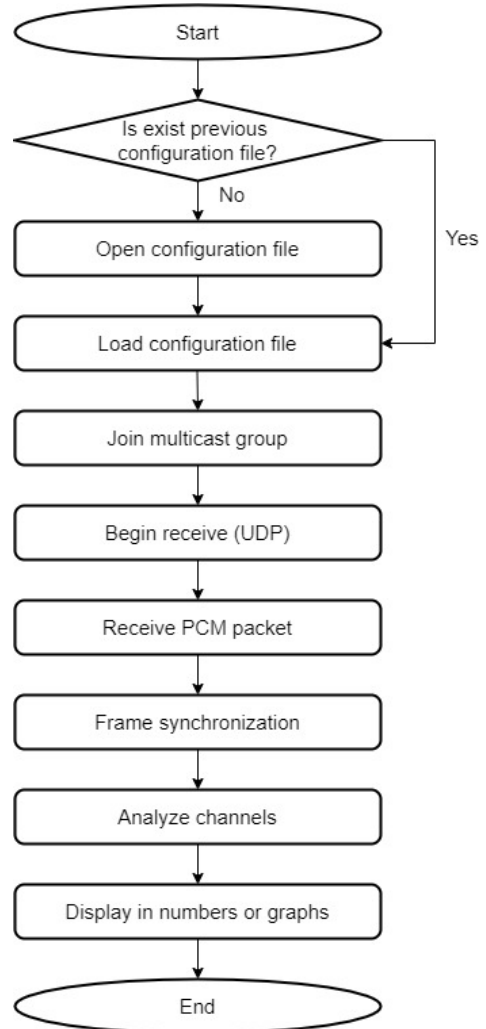 Start
Is exist previous
configuration file?
No
Yes
Open configuration file
Load configuration file
Join multicast group
Begin receive (UDP)
Receive PCM packet
Frame synchronization
Analyze channels
Display in numbers or graphs
End